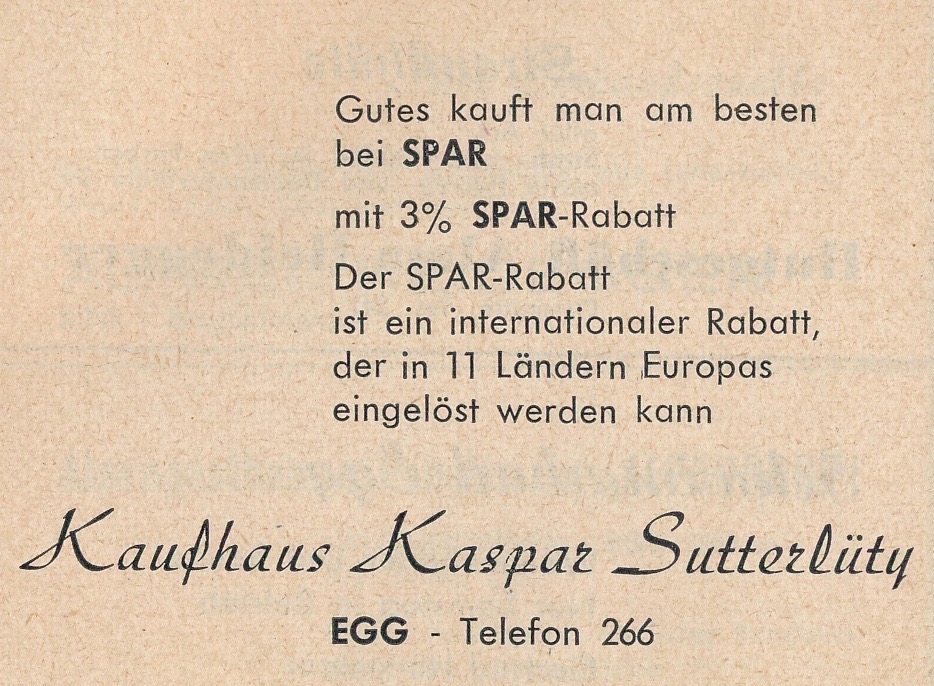 Gutes kauft man am besten
bei SPAR
mit 3% SPAR-Rabatt
Der SPAR-Rabatt
ist ein internationaler Rabatt,
der in 11 Ländern Europas
eingelöst werden kann
Kaufhaus Kaspar Sutterlüty
EGG - Telefon 266